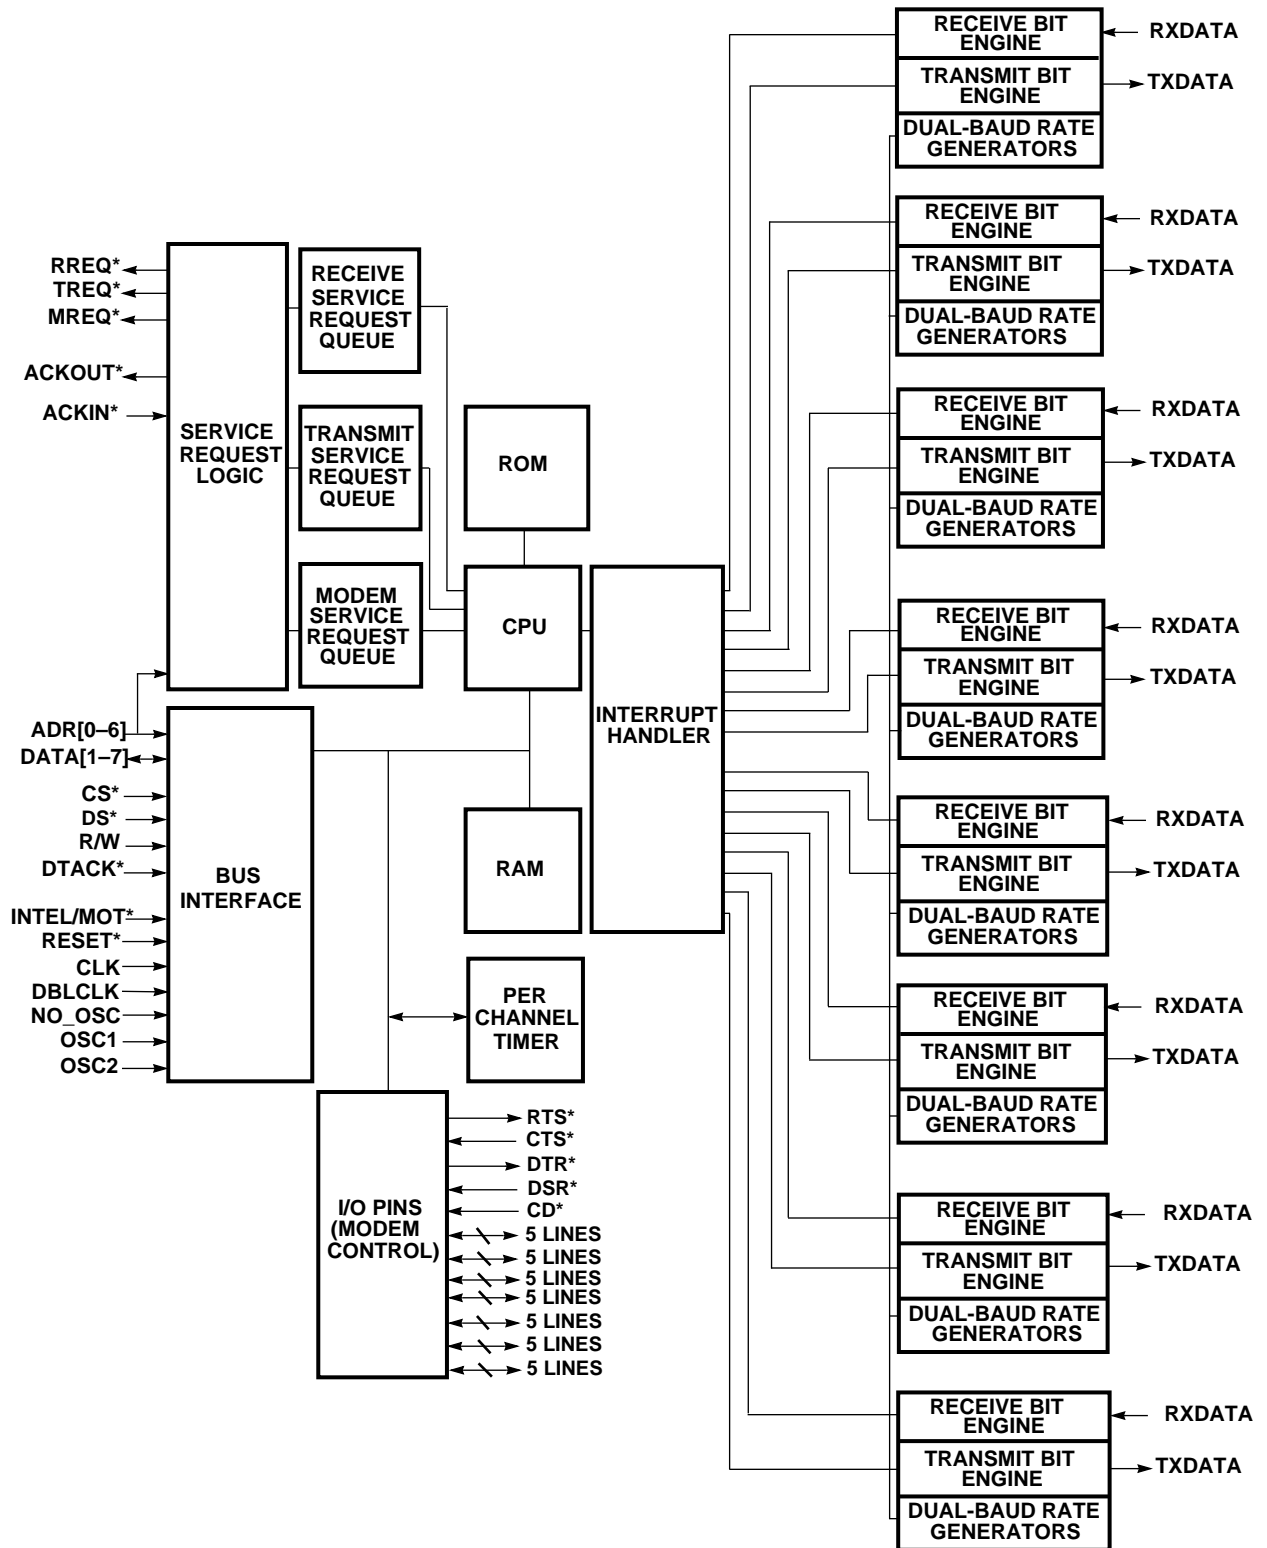 RREQ*
TREQ*
MREQ*
ACKOUT*
ACKIN*
SERVICE
REQUEST
LOGIC
RECEIVE
SERVICE
REQUEST
QUEUE
TRANSMIT
SERVICE
REQUEST
QUEUE
MODEM
SERVICE
REQUEST
QUEUE
ROM
CPU
RAM
INTERRUPT
HANDLER
ADR[0–6]
DATA[1–7]
CS*
DS*
R/W
DTACK*
INTEL/MOT*
RESET*
CLK
DBLCLK
NO_OSC
OSC1
OSC2
BUS
INTERFACE
PER
CHANNEL
TIMER
I/O PINS
(MODEM
CONTROL)
RTS*
CTS*
DTR*
DSR*
CD*
5 LINES
5 LINES
5 LINES
5 LINES
5 LINES
5 LINES
5 LINES
RECEIVE BIT
ENGINE
RXDATA
TRANSMIT BIT
ENGINE
TXDATA
DUAL-BAUD RATE
GENERATORS
RECEIVE BIT
ENGINE
RXDATA
TRANSMIT BIT
ENGINE
TXDATA
DUAL-BAUD RATE
GENERATORS
RECEIVE BIT
ENGINE
RXDATA
TRANSMIT BIT
ENGINE
TXDATA
DUAL-BAUD RATE
GENERATORS
RECEIVE BIT
ENGINE
RXDATA
TRANSMIT BIT
ENGINE
TXDATA
DUAL-BAUD RATE
GENERATORS
RECEIVE BIT
ENGINE
RXDATA
TRANSMIT BIT
ENGINE
TXDATA
DUAL-BAUD RATE
GENERATORS
RECEIVE BIT
ENGINE
RXDATA
TRANSMIT BIT
ENGINE
TXDATA
DUAL-BAUD RATE
GENERATORS
RECEIVE BIT
ENGINE
RXDATA
TRANSMIT BIT
ENGINE
TXDATA
DUAL-BAUD RATE
GENERATORS
RECEIVE BIT
ENGINE
RXDATA
TRANSMIT BIT
ENGINE
TXDATA
DUAL-BAUD RATE
GENERATORS